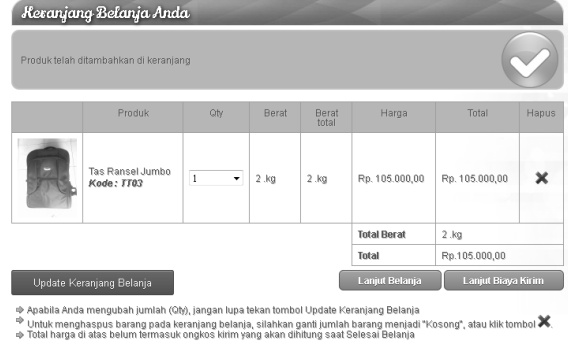 Keranjang Belanja Anda
Produk telah ditambahkan di keranjang
Produk Qty Berat Berat total Harga Total Hapus
Tas Ransel Jumbo
Kode : TT03
1 2 .kg 2 .kg Rp. 105.000,00 Rp. 105.000,00
Total Berat 2 .kg
Total Rp.105.000,00
Update Keranjang Belanja Lanjut Belanja Lanjut Biaya Kirim
Apabila Anda mengubah jumlah (Qty), jangan lupa tekan tombol Update Keranjang Belanja
Untuk menghaspus barang pada keranjang belanja, silahkan ganti jumlah barang menjadi "Kosong", atau klik tombol
Total harga di atas belum termasuk ongkos kirim yang akan dihitung saat Selesai Belanja